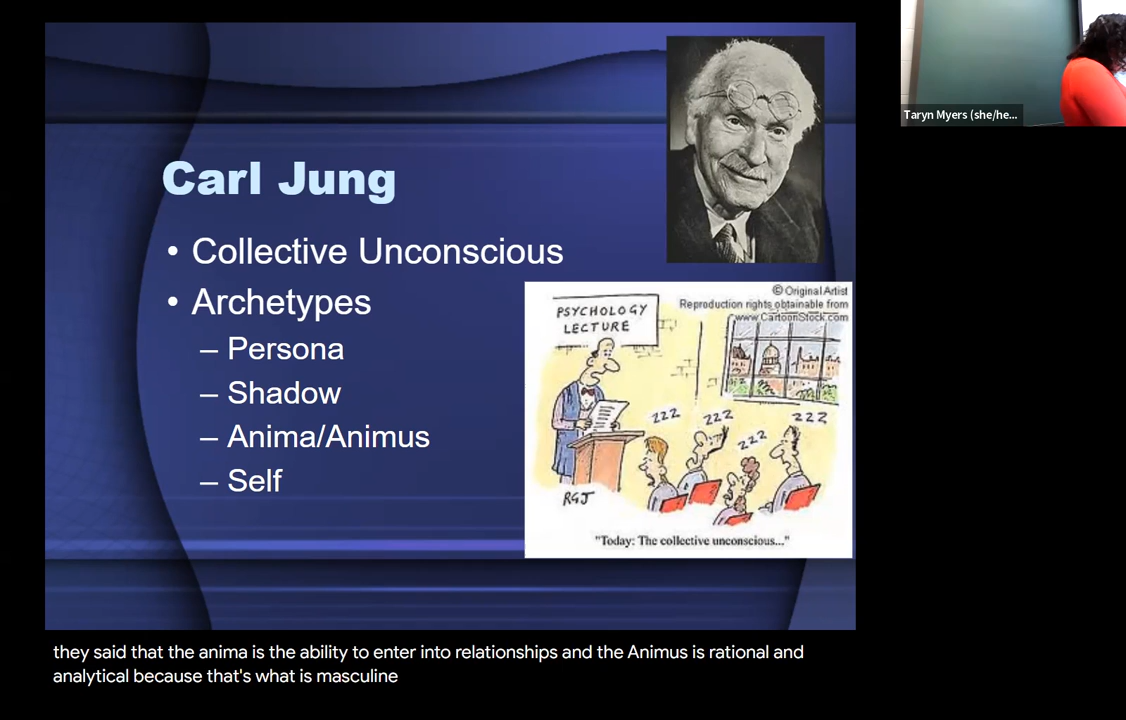 Taryn Myers (she/he...
Carl Jung
• Collective Unconscious
• Archetypes
– Persona
– Shadow
– Anima/Animus
– Self
© Original Artist
Reproduction rights obtainable from
www.CartoonStock.com
PSYCHOLOGY
LECTURE
zzz
zzz
zzz
zzz
RGJ
"Today: The collective unconscious..."
they said that the anima is the ability to enter into relationships and the Animus is rational and
analytical because that's what is masculine